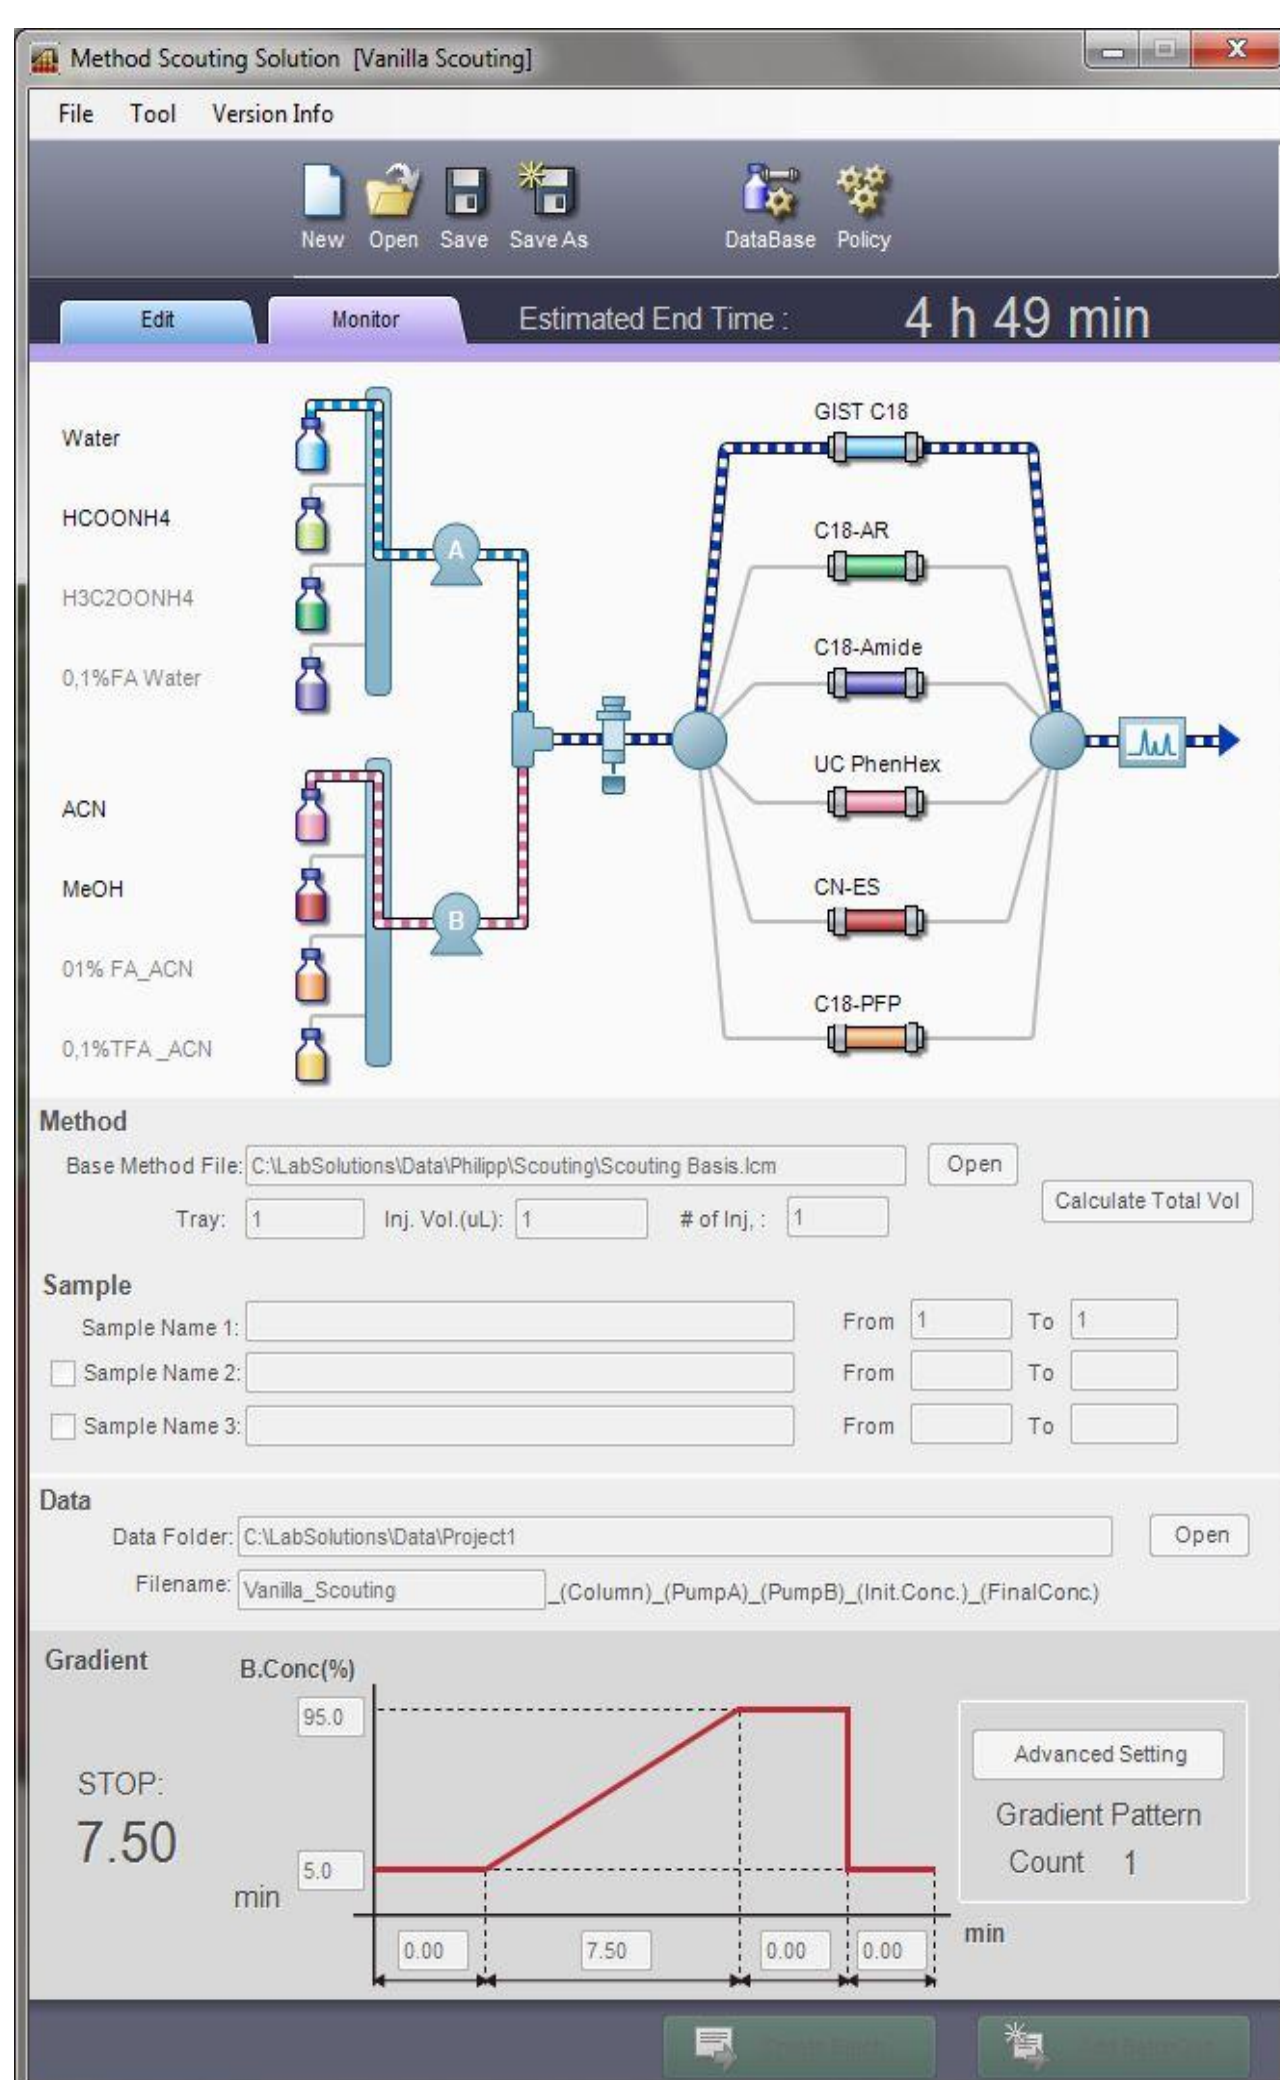 Method Scouting Solution [Vanilla Scouting]
File Tool Version Info
New Open Save Save As DataBase Policy
Edit Monitor Estimated End Time : 4 h 49 min
Water
HCOONH4
H3C2OONH4
0,1%FA Water
ACN
MeOH
01% FA_ACN
0,1%TFA _ACN
A
B
GIST C18
C18-AR
C18-Amide
UC PhenHex
CN-ES
C18-PFP
Method
Base Method File: C:\LabSolutions\Data\Philipp\Scouting\Scouting Basis.lcm Open
Calculate Total Vol
Tray: 1 Inj. Vol.(uL): 1 # of Inj, : 1
Sample
Sample Name 1: From 1 To 1
Sample Name 2: From To
Sample Name 3: From To
Data
Data Folder: C:\LabSolutions\Data\Project1 Open
Filename: Vanilla_Scouting _(Column)_(PumpA)_(PumpB)_(Init.Conc.)_(FinalConc.)
Gradient
B.Conc(%)
95.0
STOP:
7.50
min
5.0
Advanced Setting
Gradient Pattern
Count 1
0.00 7.50 0.00 0.00 min